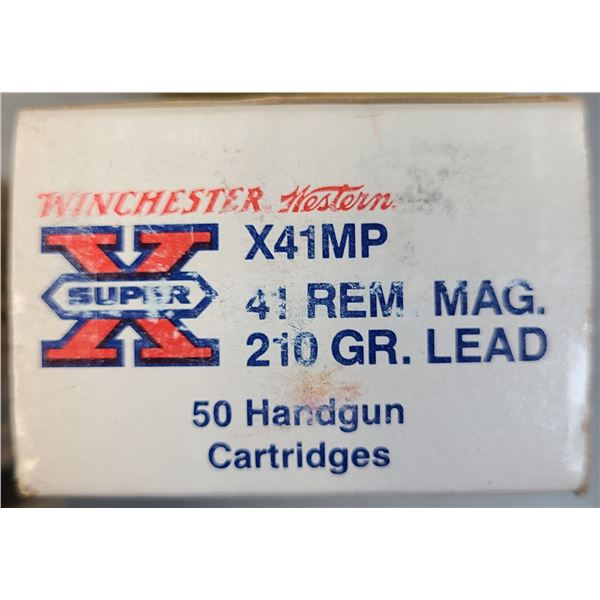 WINCHESTER Western
X SUPER
X41MP
41 REM. MAG.
210 GR. LEAD
50 Handgun
Cartridges